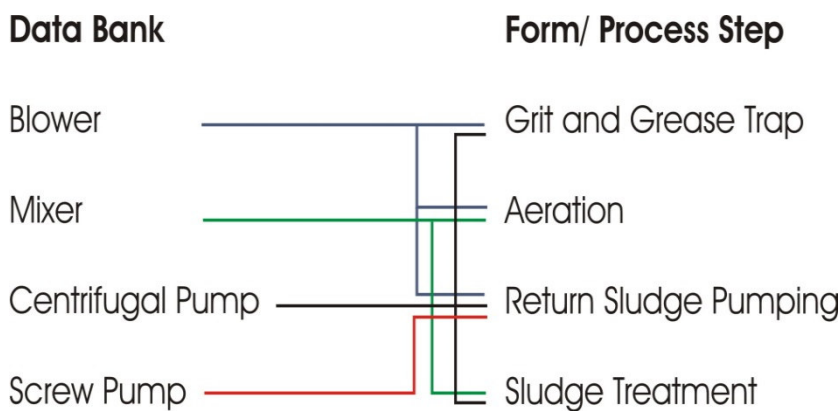 Data Bank Form/ Process Step
Blower Grit and Grease Trap
Mixer Aeration
Centrifugal Pump Return Sludge Pumping
Screw Pump Sludge Treatment